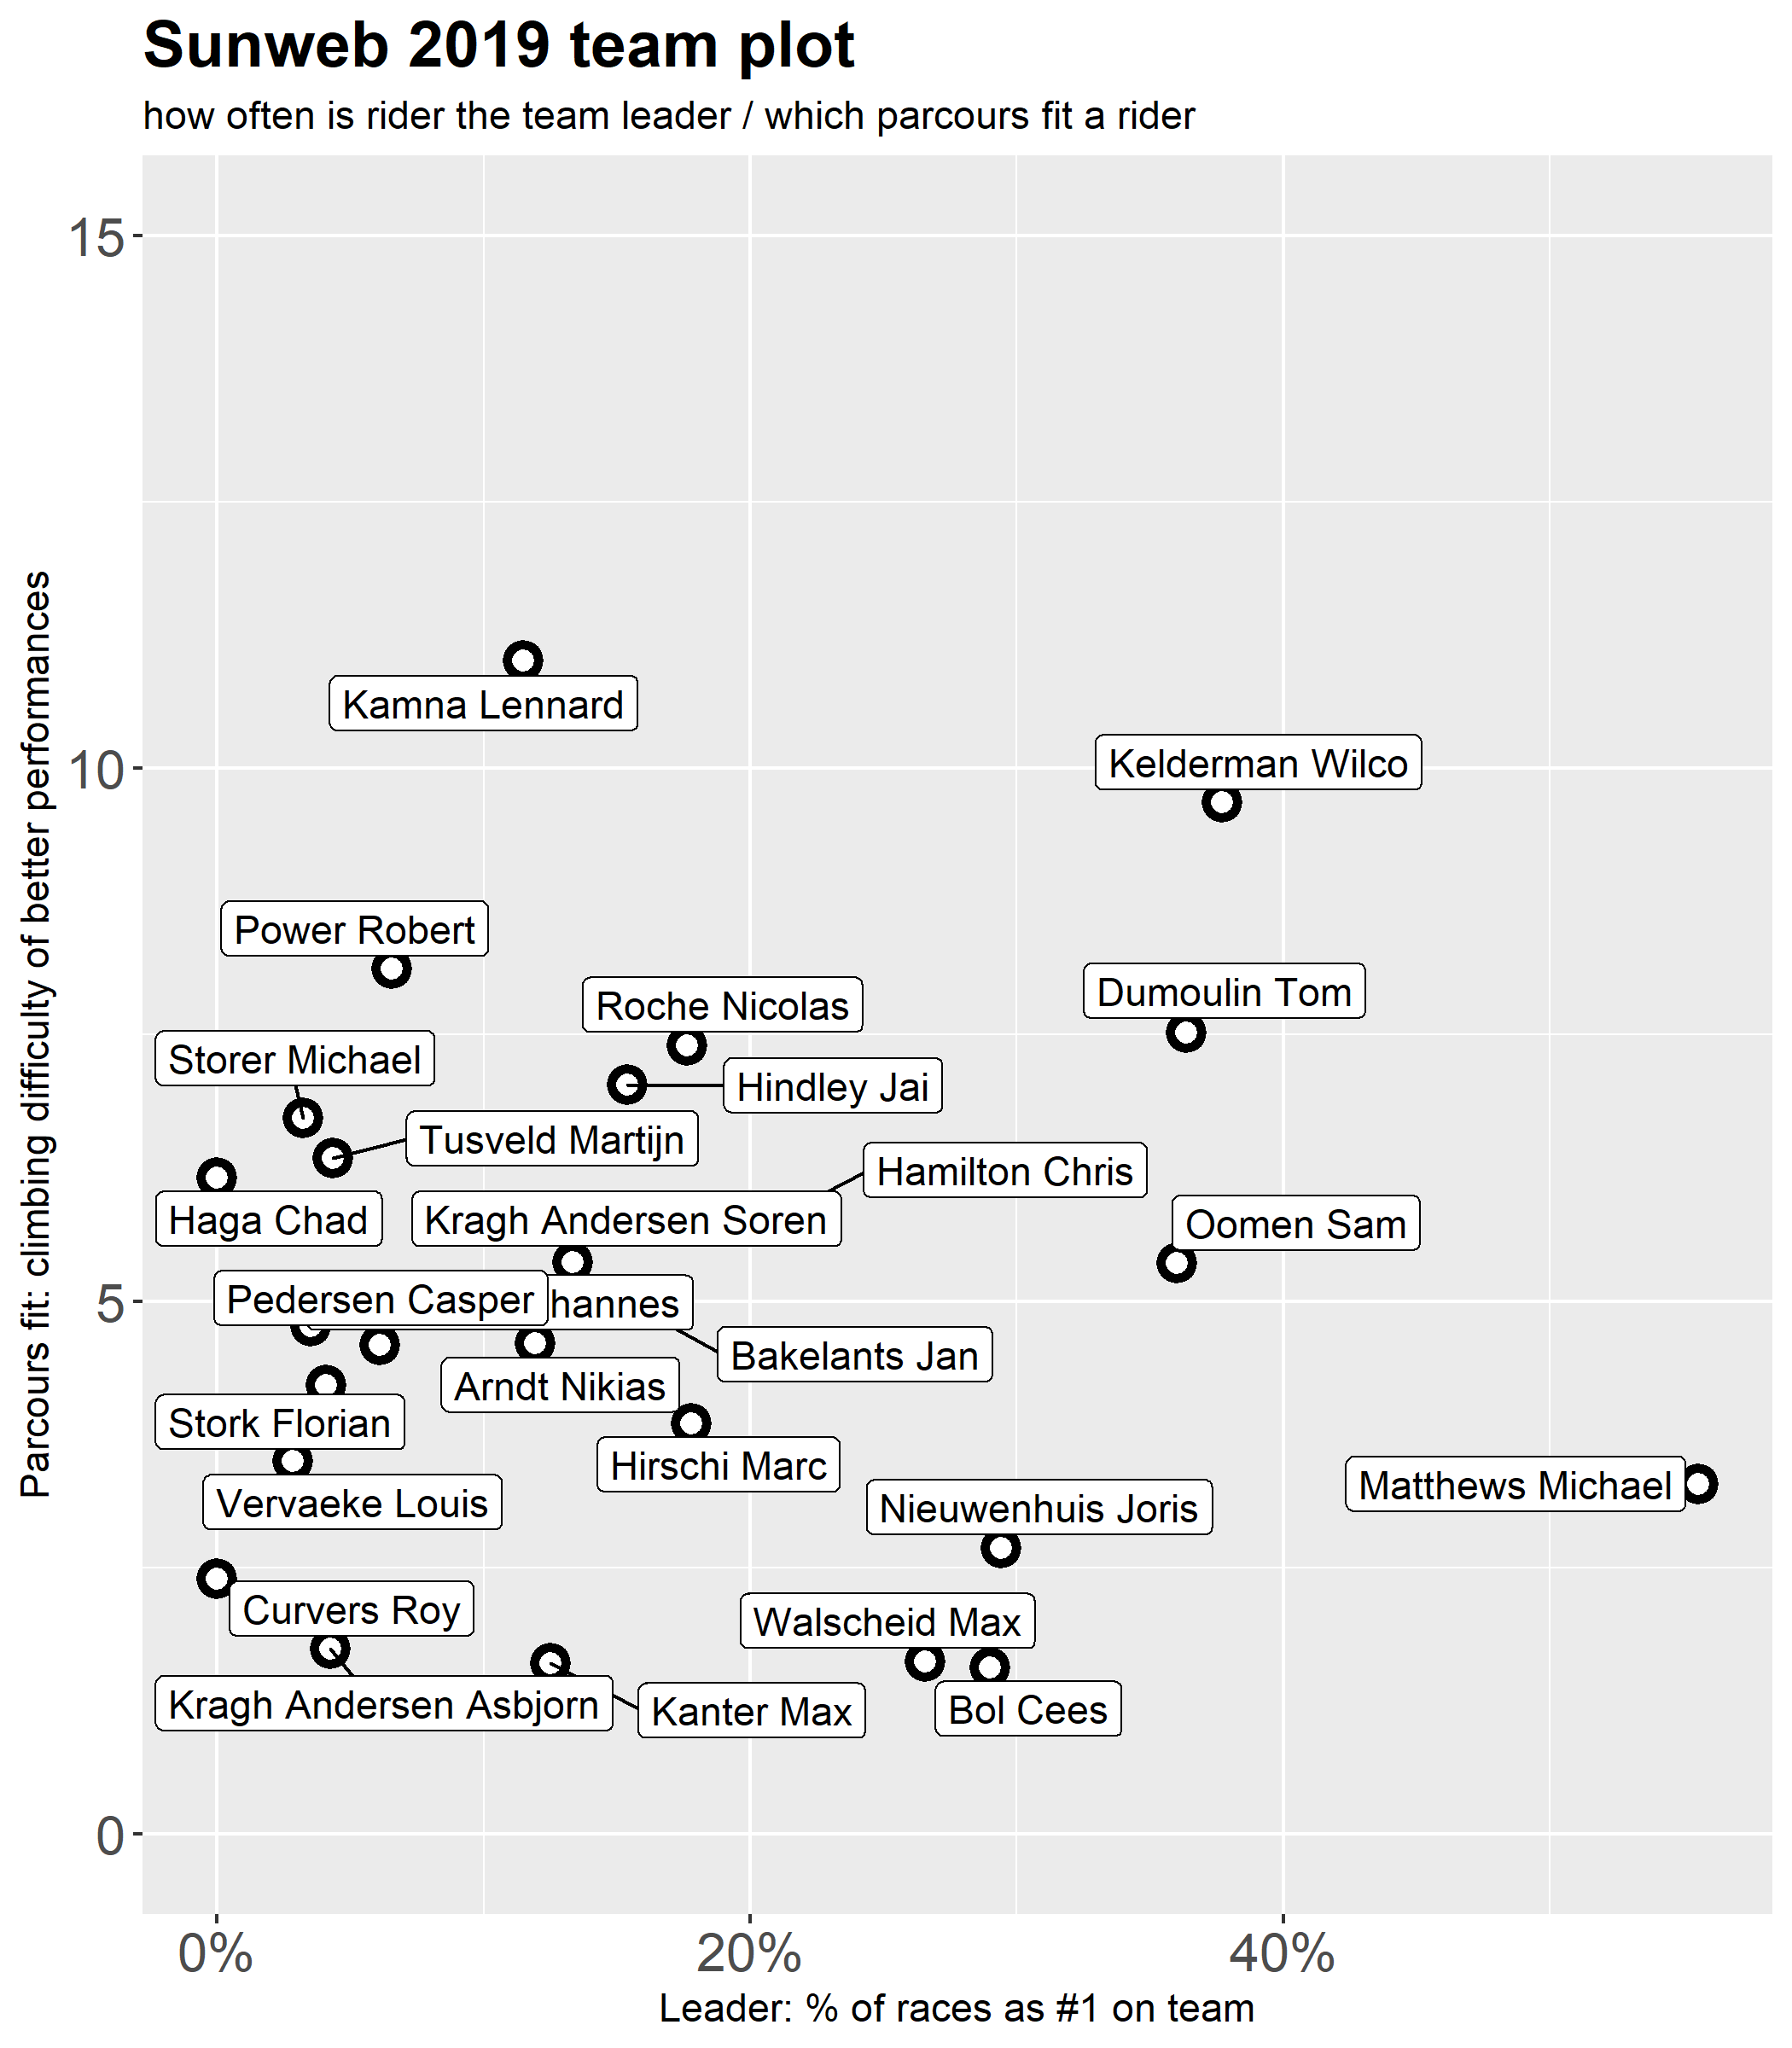 Sunweb 2019 team plot
how often is rider the team leader / which parcours fit a rider
Parcours fit: climbing difficulty of better performances
15
10
5
0
Kamna Lennard
Kelderman Wilco
Power Robert
Dumoulin Tom
Roche Nicolas
Storer Michael
Hindley Jai
Tusveld Martijn
Hamilton Chris
Haga Chad
Kragh Andersen Soren
Oomen Sam
Pedersen Casper
hannes
Bakelants Jan
Arndt Nikias
Stork Florian
Hirschi Marc
Matthews Michael
Vervaeke Louis
Nieuwenhuis Joris
Curvers Roy
Walscheid Max
Kragh Andersen Asbjorn
Kanter Max
Bol Cees
0%
20%
40%
Leader: % of races as #1 on team